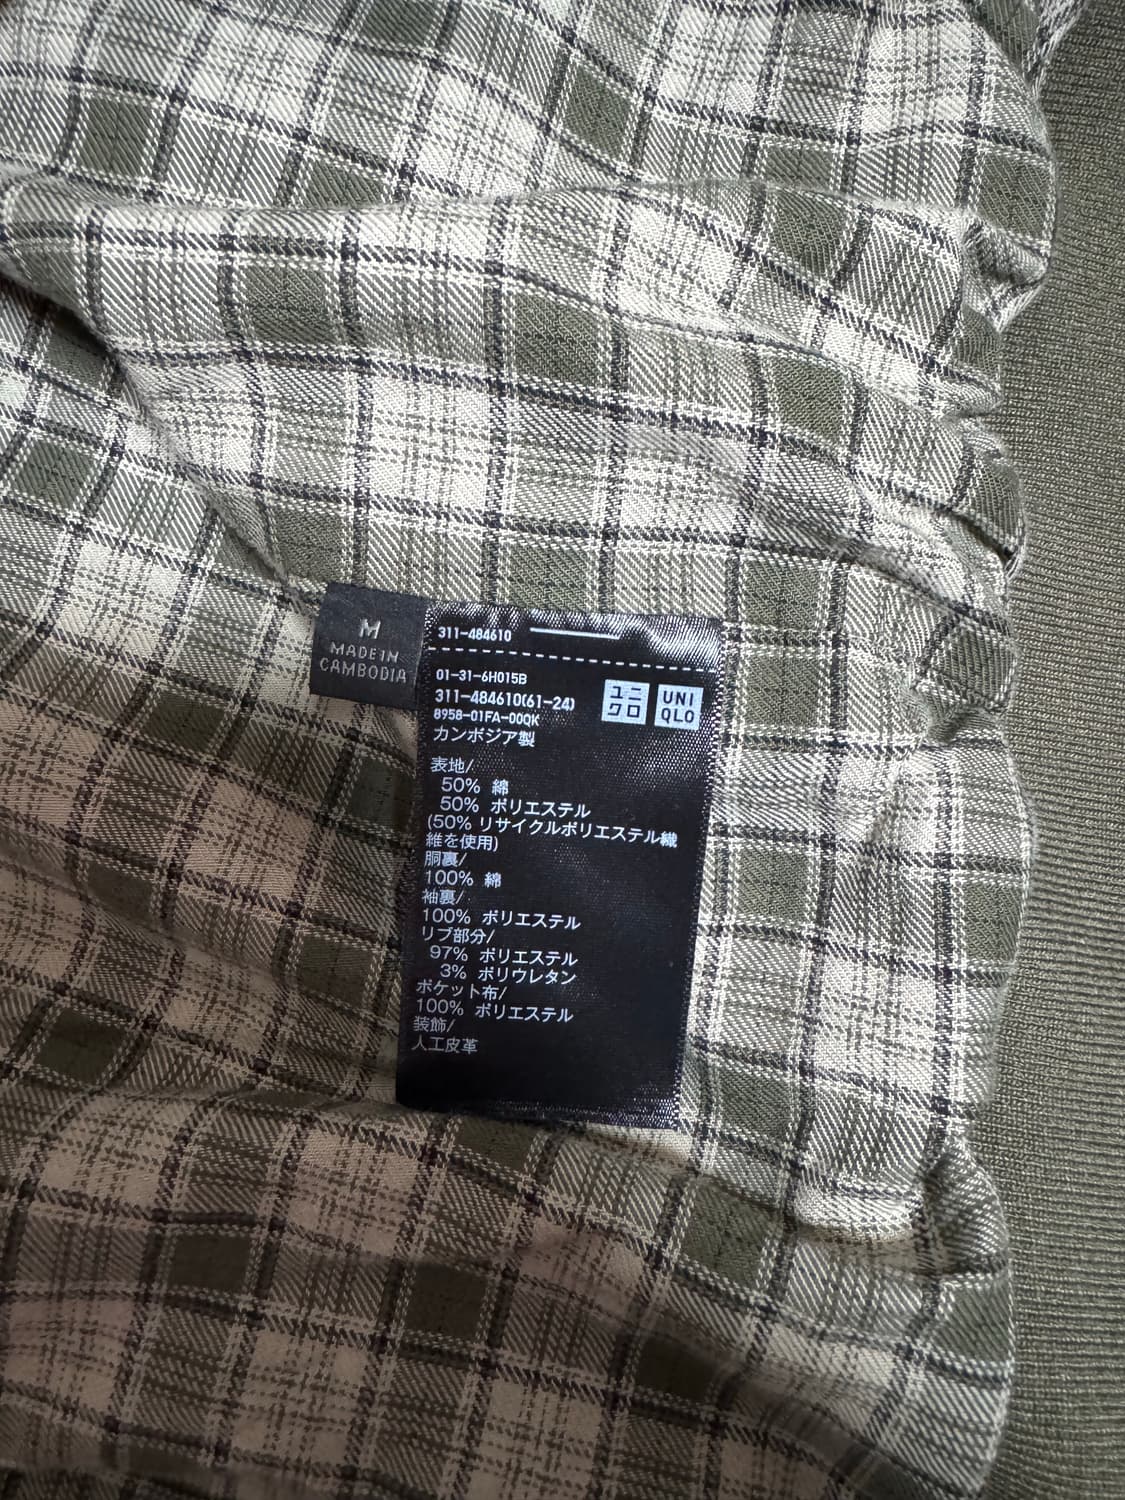 M
MADE IN
CAMBODIA
311-484610
01-31-6H015B
311-484610(61-24)
8958-01FA-00QK
カンボジア製
ユニ
クロ
UNI
QLO
表地/
50% 綿
50% ポリエステル
(50% リサイクルポリエステル繊
維を使用)
胴裏/
100% 綿
袖裏/
100% ポリエステル
リブ部分/
97% ポリエステル
3% ポリウレタン
ポケット布/
100% ポリエステル
装飾/
人工皮革